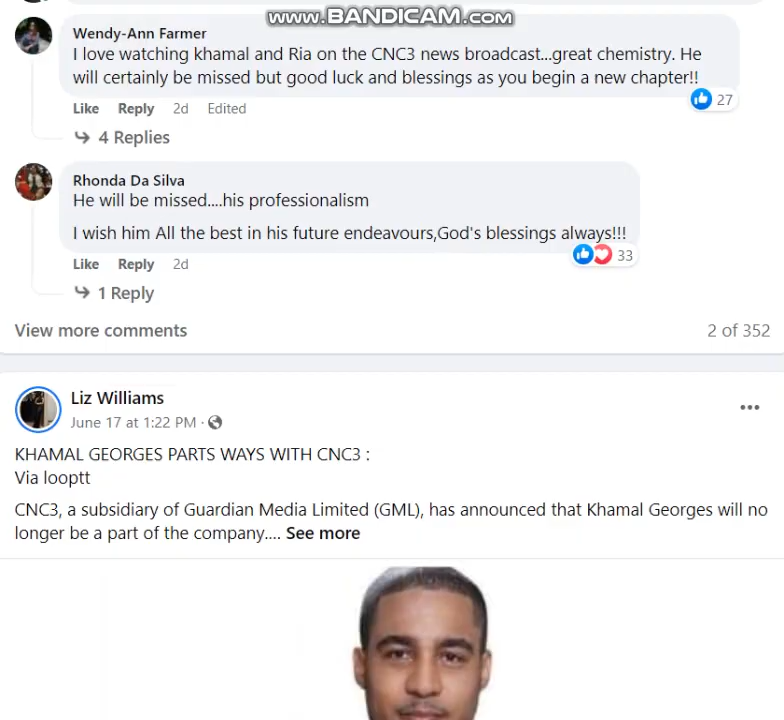 www.BANDICAM.com
Wendy-Ann Farmer
I love watching khamal and Ria on the CNC3 news broadcast...great chemistry. He
will certainly be missed but good luck and blessings as you begin a new chapter!!
27
Like Reply 2d Edited
4 Replies
Rhonda Da Silva
He will be missed....his professionalism
I wish him All the best in his future endeavours,God's blessings always!!!
33
Like Reply 2d
1 Reply
View more comments 2 of 352
Liz Williams
June 17 at 1:22 PM ·
KHAMAL GEORGES PARTS WAYS WITH CNC3 :
Via looptt
CNC3, a subsidiary of Guardian Media Limited (GML), has announced that Khamal Georges will no
longer be a part of the company.... See more